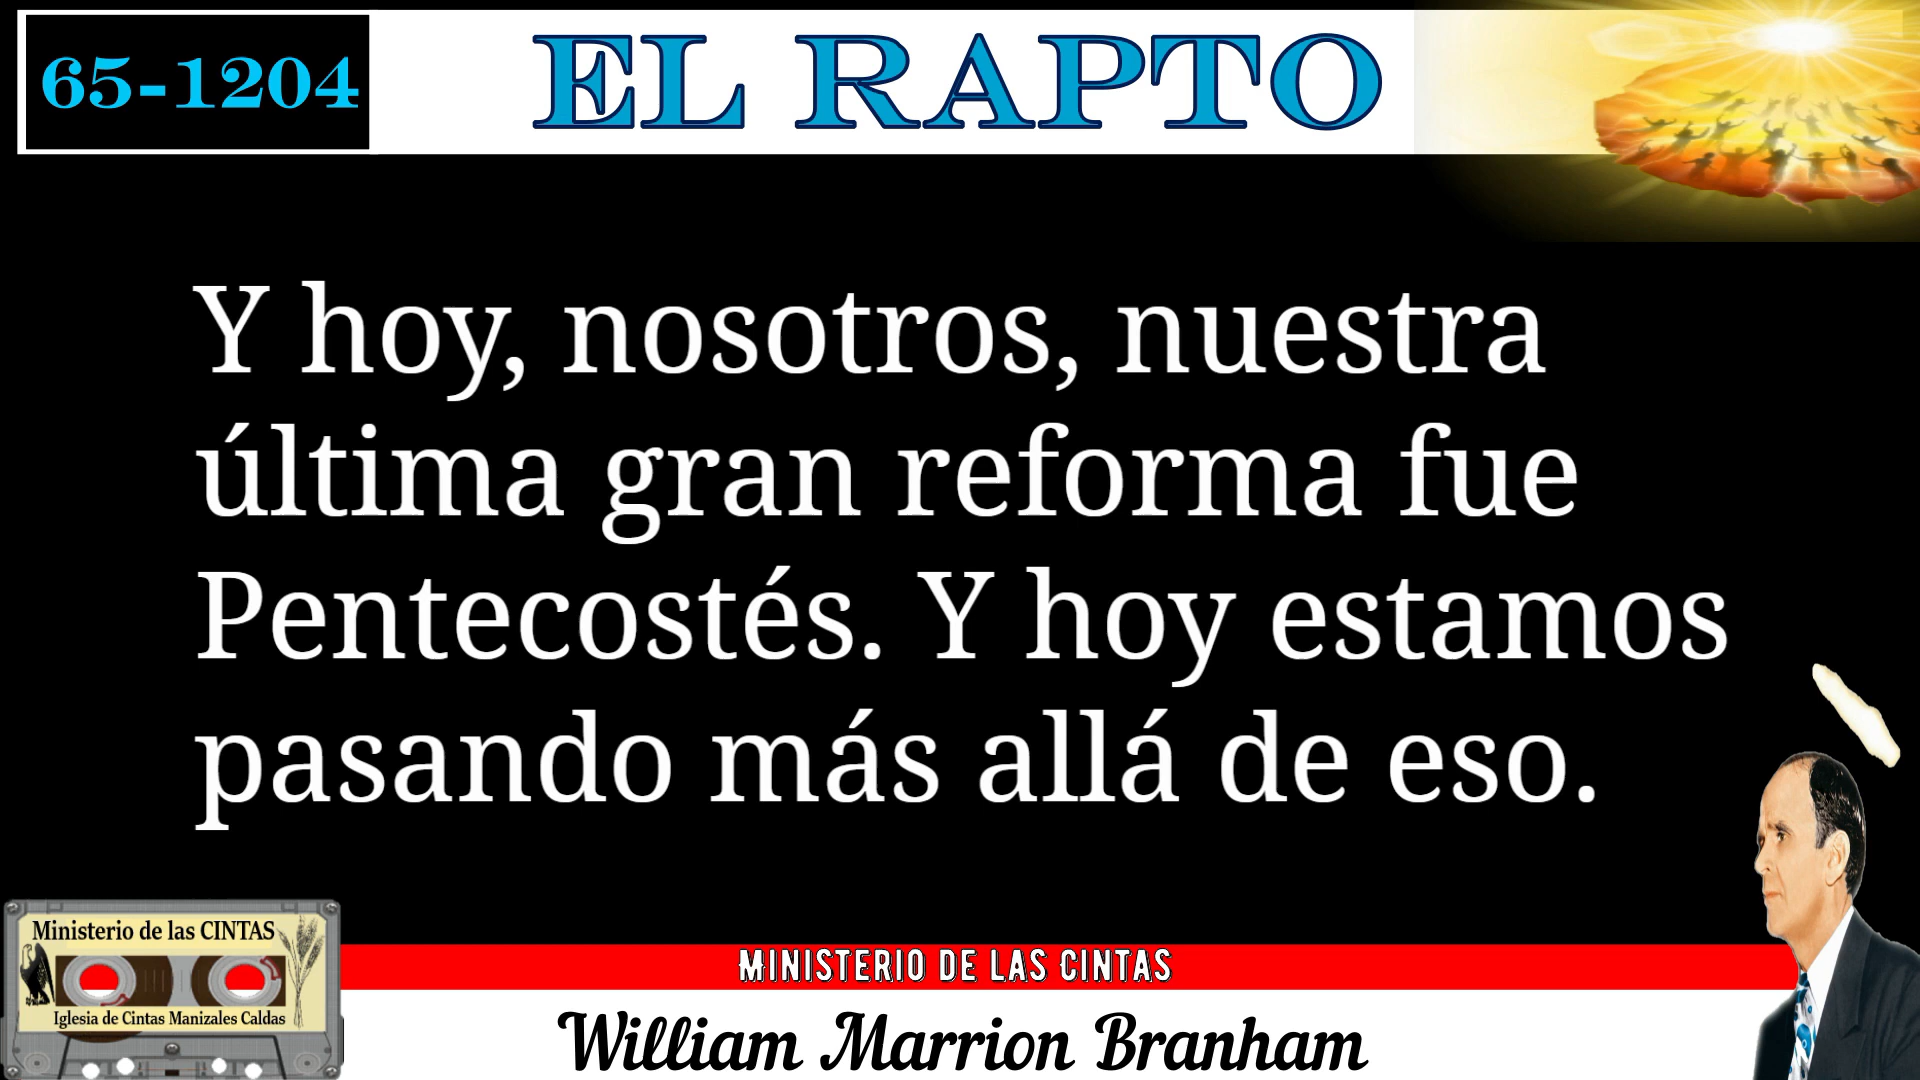 65-1204
EL RAPTO
Y hoy, nosotros, nuestra
última gran reforma fue
Pentecostés. Y hoy estamos
pasando más allá de eso.
Ministerio de las CINTAS
Iglesia de Cintas Manizales Caldas
MINISTERIO DE LAS CINTAS
William Marrion Branham